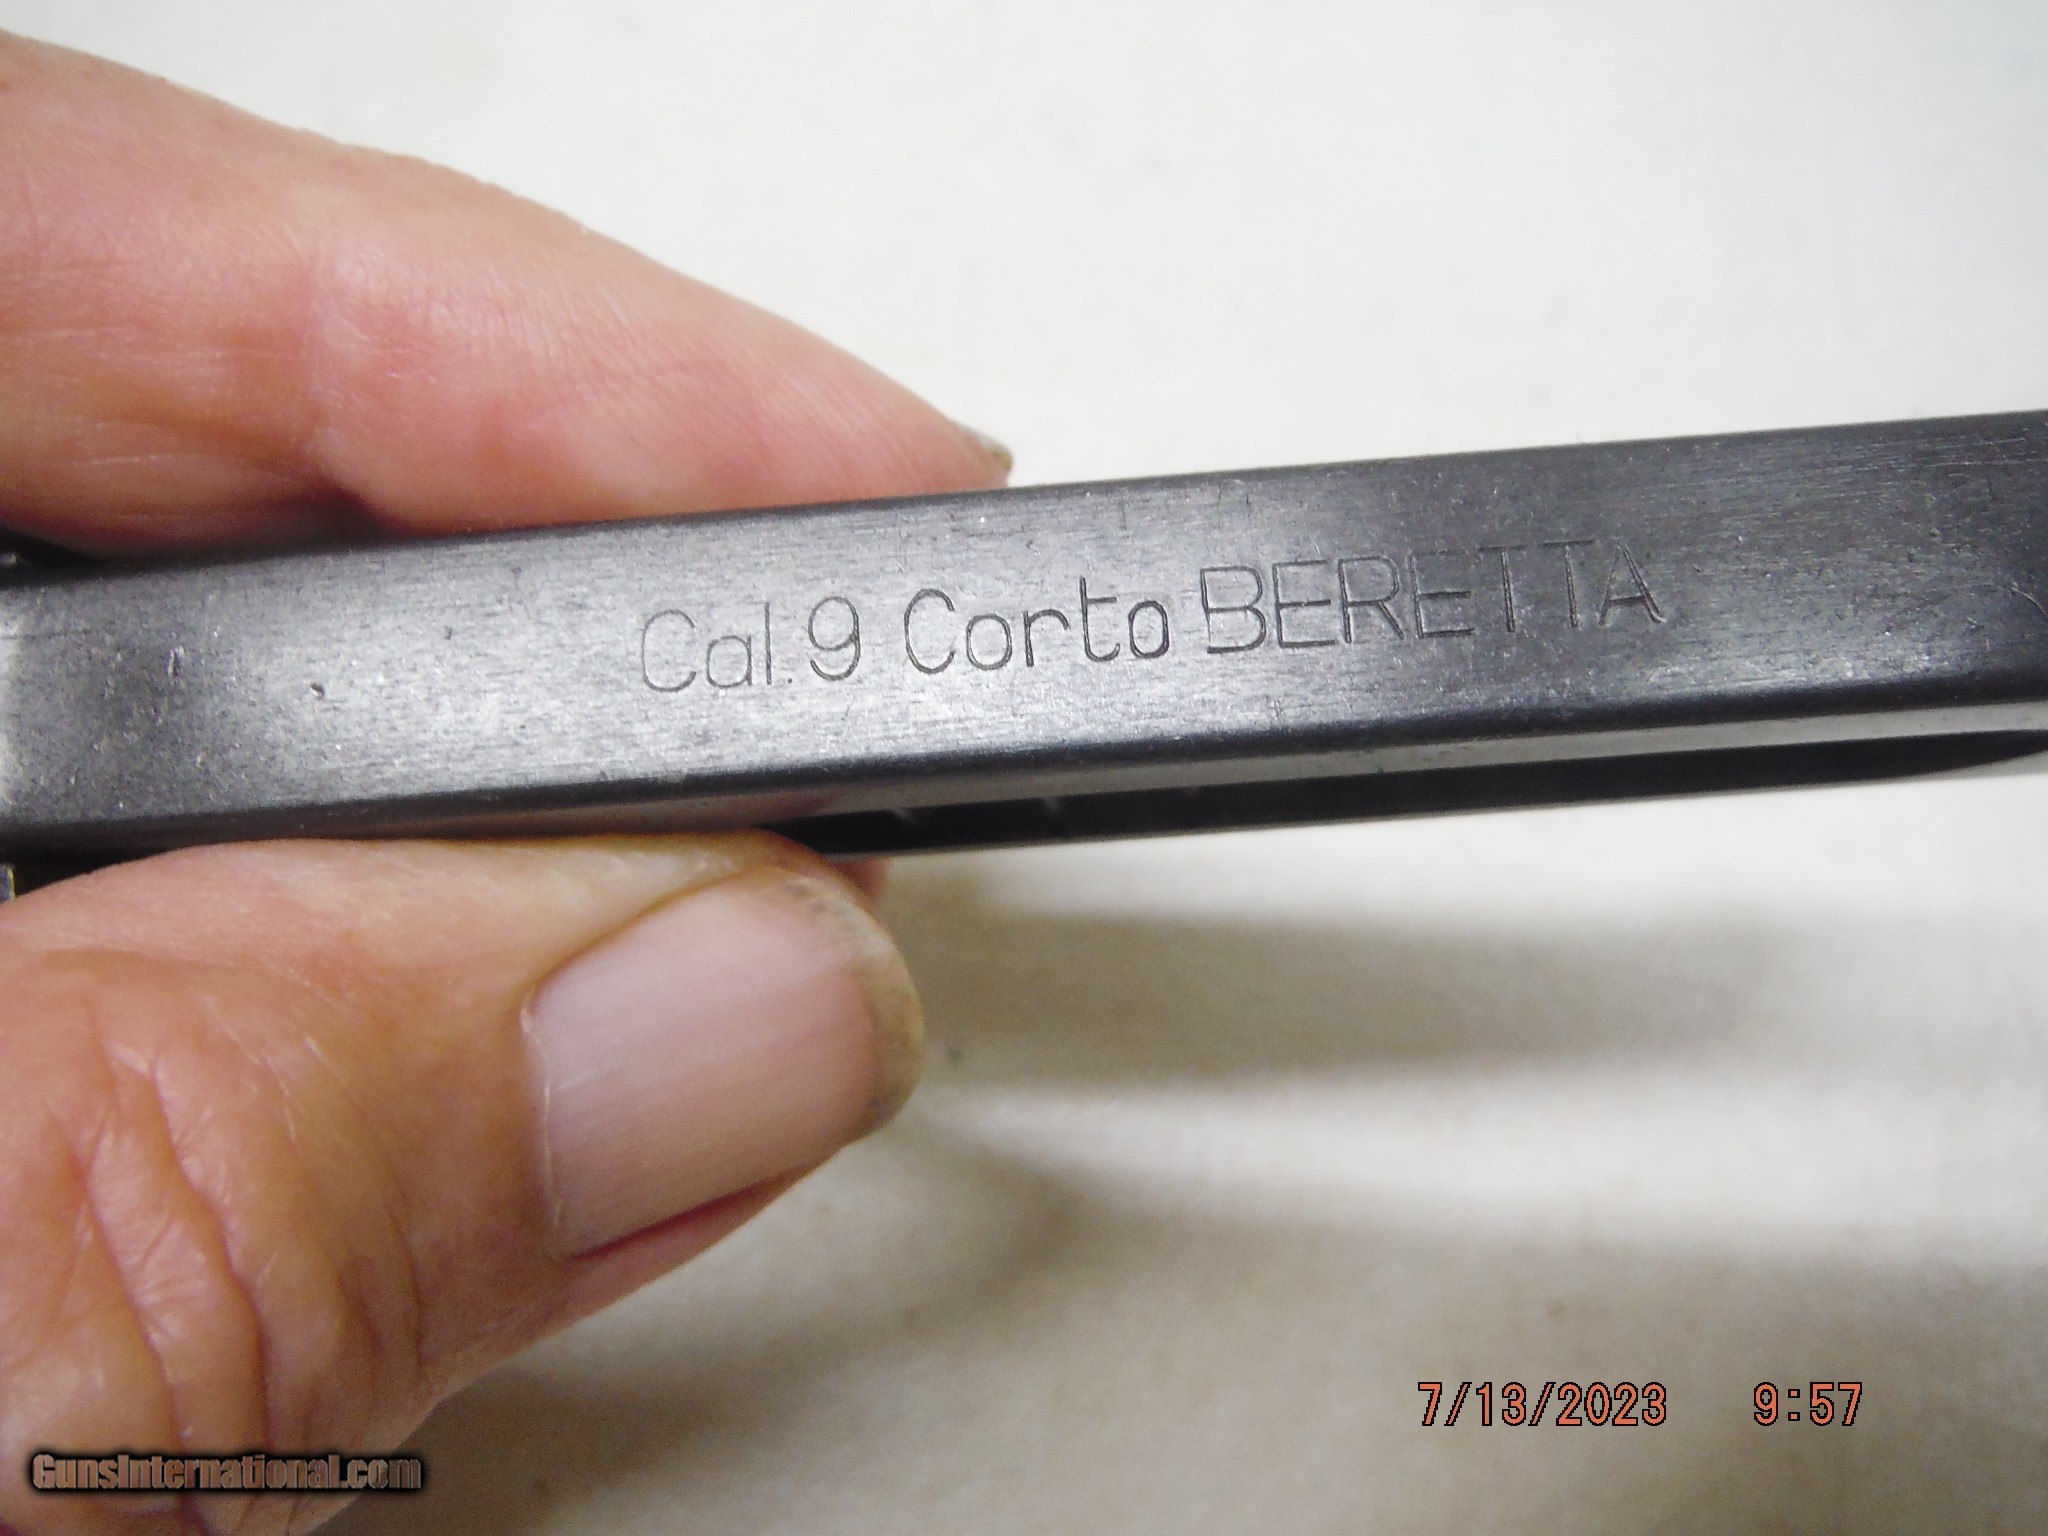 Cal.9 Corto BERETTA
7/13/2023 9:57
GunsInternational.com